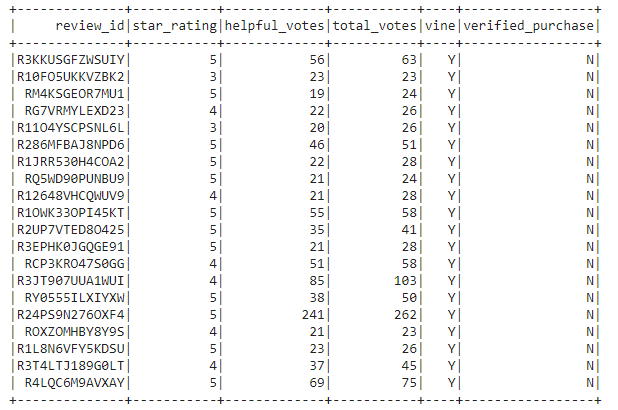 +--------------+-----------+-------------+-----------+----+-----------------+
|     review_id|star_rating|helpful_votes|total_votes|vine|verified_purchase|
+--------------+-----------+-------------+-----------+----+-----------------+
|R3KKUSGFZWSUIY|          5|           56|         63|   Y|                N|
|R10FO5UKKVZBK2|          3|           23|         23|   Y|                N|
| RM4KSGEOR7MU1|          5|           19|         24|   Y|                N|
| RG7VRMYLEXD23|          4|           22|         26|   Y|                N|
|R11O4YSCPSNL6L|          3|           20|         26|   Y|                N|
|R286MFBAJ8NPD6|          5|           46|         51|   Y|                N|
|R1JRR530H4COA2|          5|           22|         28|   Y|                N|
| RQ5WD90PUNBU9|          5|           21|         24|   Y|                N|
|R12648VHCQWUV9|          4|           21|         28|   Y|                N|
|R1OWK33OPI45KT|          5|           55|         58|   Y|                N|
|R2UP7VTED8O425|          5|           35|         41|   Y|                N|
|R3EPHK0JGQGE91|          5|           21|         28|   Y|                N|
| RCP3KRO47S0GG|          4|           51|         58|   Y|                N|
|R3JT907UUA1WUI|          4|           85|        103|   Y|                N|
| RY0555ILXIYXW|          5|           38|         50|   Y|                N|
|R24PS9N276OXF4|          5|          241|        262|   Y|                N|
| ROXZOMHBY8Y9S|          4|           21|         23|   Y|                N|
|R1L8N6VFY5KDSU|          5|           23|         26|   Y|                N|
|R3T4LTJ189G0LT|          4|           37|         45|   Y|                N|
| R4LQC6M9AVXAY|          5|           69|         75|   Y|                N|
+--------------+-----------+-------------+-----------+----+-----------------+